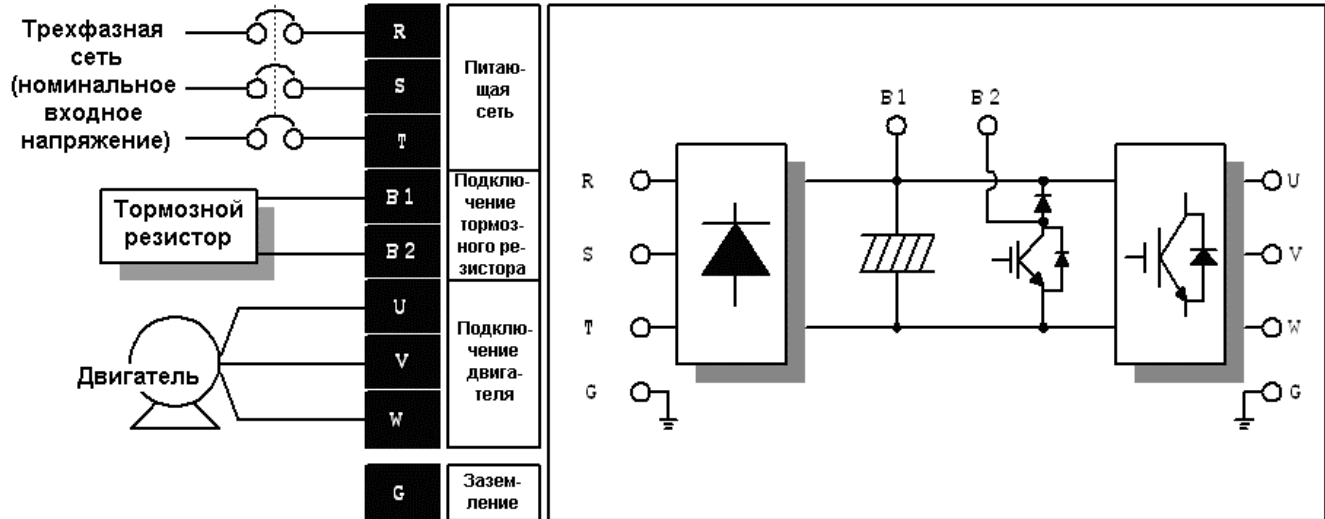 Трехфазная
сеть
(номинальное
входное
напряжение)
R
S
T
Питаю-
щая
сеть
Тормозной
резистор
B1
B2
Подклю-
чение
тормоз-
ного ре-
зистора
Двигатель
U
V
W
Подклю-
чение
двига-
теля
G
Зазем-
ление
B1 B2
R
S
T
G
U
V
W
G